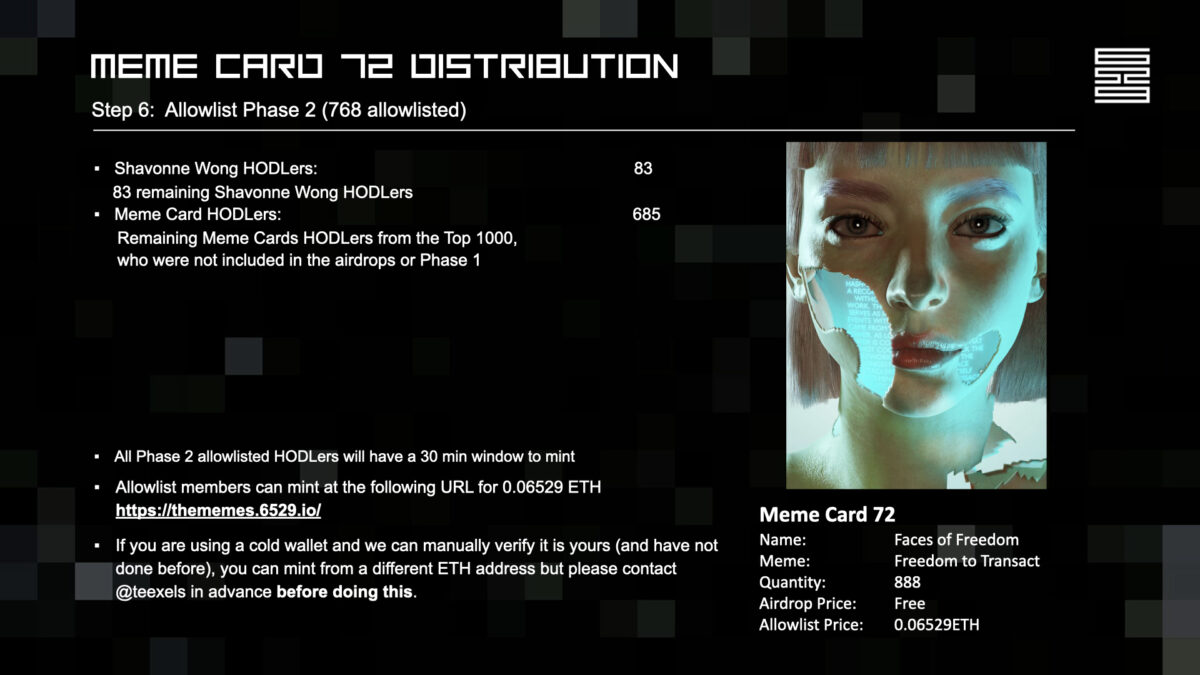 MEME CARD 72 DISTRIBUTION
Step 6: Allowlist Phase 2 (768 allowlisted)
▪ Shavonne Wong HODLers: 83
83 remaining Shavonne Wong HODLers
▪ Meme Card HODLers: 685
Remaining Meme Cards HODLers from the Top 1000,
who were not included in the airdrops or Phase 1
▪ All Phase 2 allowlisted HODLers will have a 30 min window to mint
▪ Allowlist members can mint at the following URL for 0.06529 ETH
https://thememes.6529.io/
▪ If you are using a cold wallet and we can manually verify it is yours (and have not
done before), you can mint from a different ETH address but please contact
@teexels in advance before doing this.
Meme Card 72
Name: Faces of Freedom
Meme: Freedom to Transact
Quantity: 888
Airdrop Price: Free
Allowlist Price: 0.06529ETH